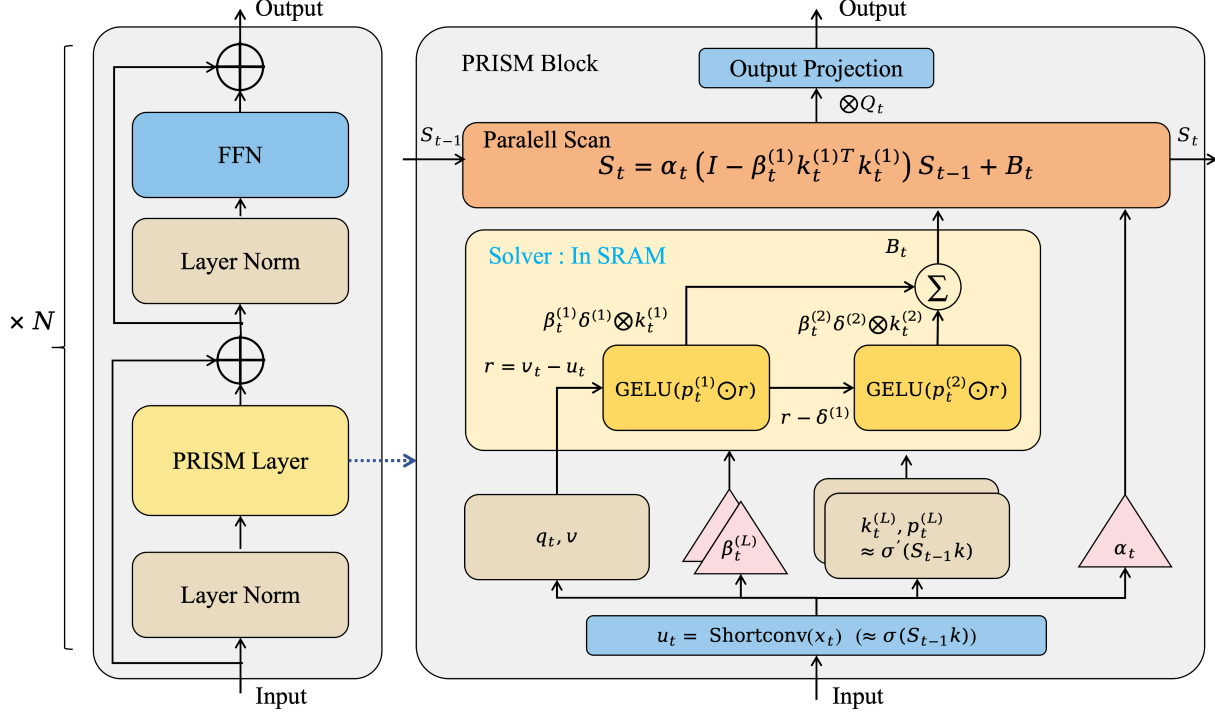 Output
FFN
Layer Norm
× N
PRISM Layer
Layer Norm
Input
Output
PRISM Block
Output Projection
⊗Q_t
S_{t−1}
Paralell Scan
S_t = α_t (I − β_t^{(1)} k_t^{(1)T} k_t^{(1)}) S_{t−1} + B_t
S_t
Solver : In SRAM
B_t
∑
β_t^{(1)} δ^{(1)} ⊗ k_t^{(1)}
β_t^{(2)} δ^{(2)} ⊗ k_t^{(2)}
r = v_t − u_t
GELU(p_t^{(1)} ⊙ r)
r − δ^{(1)}
GELU(p_t^{(2)} ⊙ r)
q_t, v
β_t^{(L)}
k_t^{(L)}, p_t^{(L)}
≈ σ′(S_{t−1}k)
α_t
u_t = Shortconv(x_t) (≈ σ(S_{t−1}k))
Input